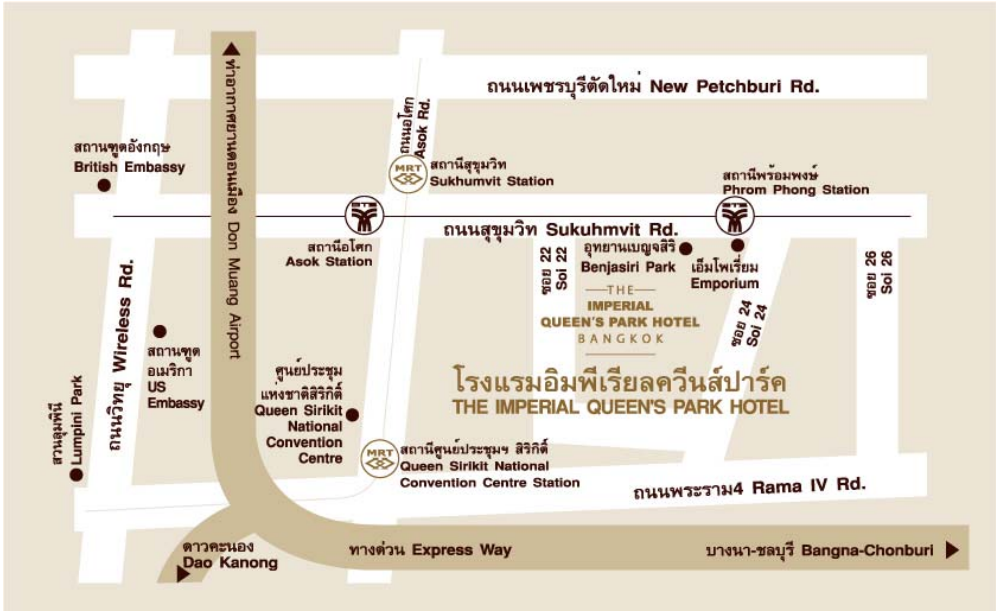 ถนนเพชรบุรีตัดใหม่ New Petchburi Rd.
ท่าอากาศยานดอนเมือง Don Muang Airport
ถนนอโศก
Asok Rd.
สถานทูตอังกฤษ
British Embassy
MRT
สถานีสุขุมวิท
Sukhumvit Station
สถานีพร้อมพงษ์
Phrom Phong Station
ถนนสุขุมวิท Sukuhmvit Rd.
สถานีอโศก
Asok Station
ซอย 22
Soi 22
อุทยานเบญจสิริ
Benjasiri Park
เอ็มโพเรี่ยม
Emporium
ซอย 24
Soi 24
ซอย 26
Soi 26
THE
IMPERIAL
QUEEN'S PARK HOTEL
BANGKOK
โรงแรมอิมพีเรียลควีนส์ปาร์ค
THE IMPERIAL QUEEN'S PARK HOTEL
ถนนวิทยุ Wireless Rd.
สถานฑูต
อเมริกา
US
Embassy
สวนลุมพินี
Lumpini Park
ศูนย์ประชุม
แห่งชาติสิริกิติ์
Queen Sirikit
National
Convention
Centre
MRT
สถานีศูนย์ประชุมฯ สิริกิติ์
Queen Sirikit National
Convention Centre Station
ถนนพระราม4 Rama IV Rd.
ดาวคะนอง
Dao Kanong
ทางด่วน Express Way
บางนา-ชลบุรี Bangna-Chonburi